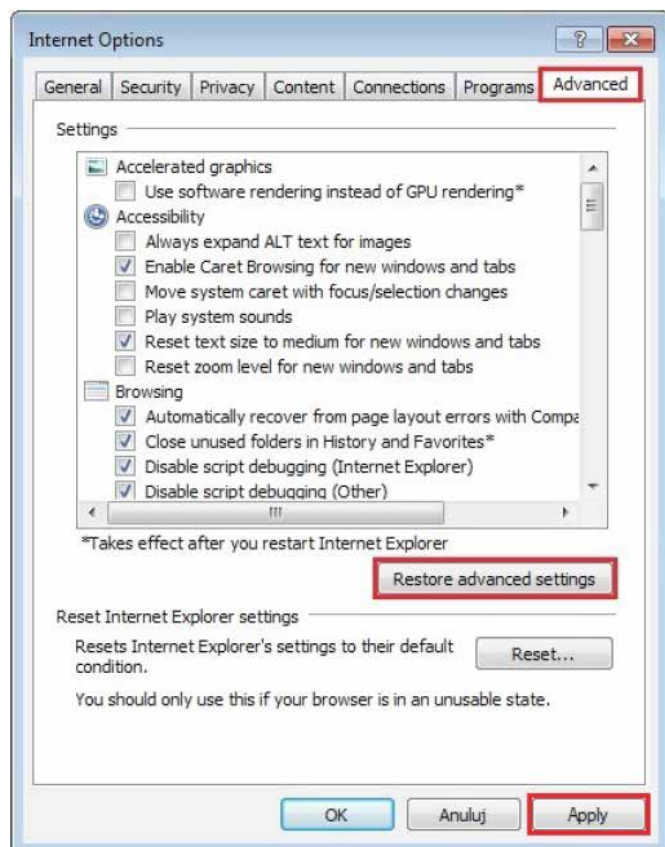 Internet Options
General Security Privacy Content Connections Programs Advanced
Settings
Accelerated graphics
Use software rendering instead of GPU rendering*
Accessibility
Always expand ALT text for images
Enable Caret Browsing for new windows and tabs
Move system caret with focus/selection changes
Play system sounds
Reset text size to medium for new windows and tabs
Reset zoom level for new windows and tabs
Browsing
Automatically recover from page layout errors with Compa
Close unused folders in History and Favorites*
Disable script debugging (Internet Explorer)
Disable script debugging (Other)
*Takes effect after you restart Internet Explorer
Restore advanced settings
Reset Internet Explorer settings
Resets Internet Explorer's settings to their default
condition.
Reset...
You should only use this if your browser is in an unusable state.
OK Anuluj Apply